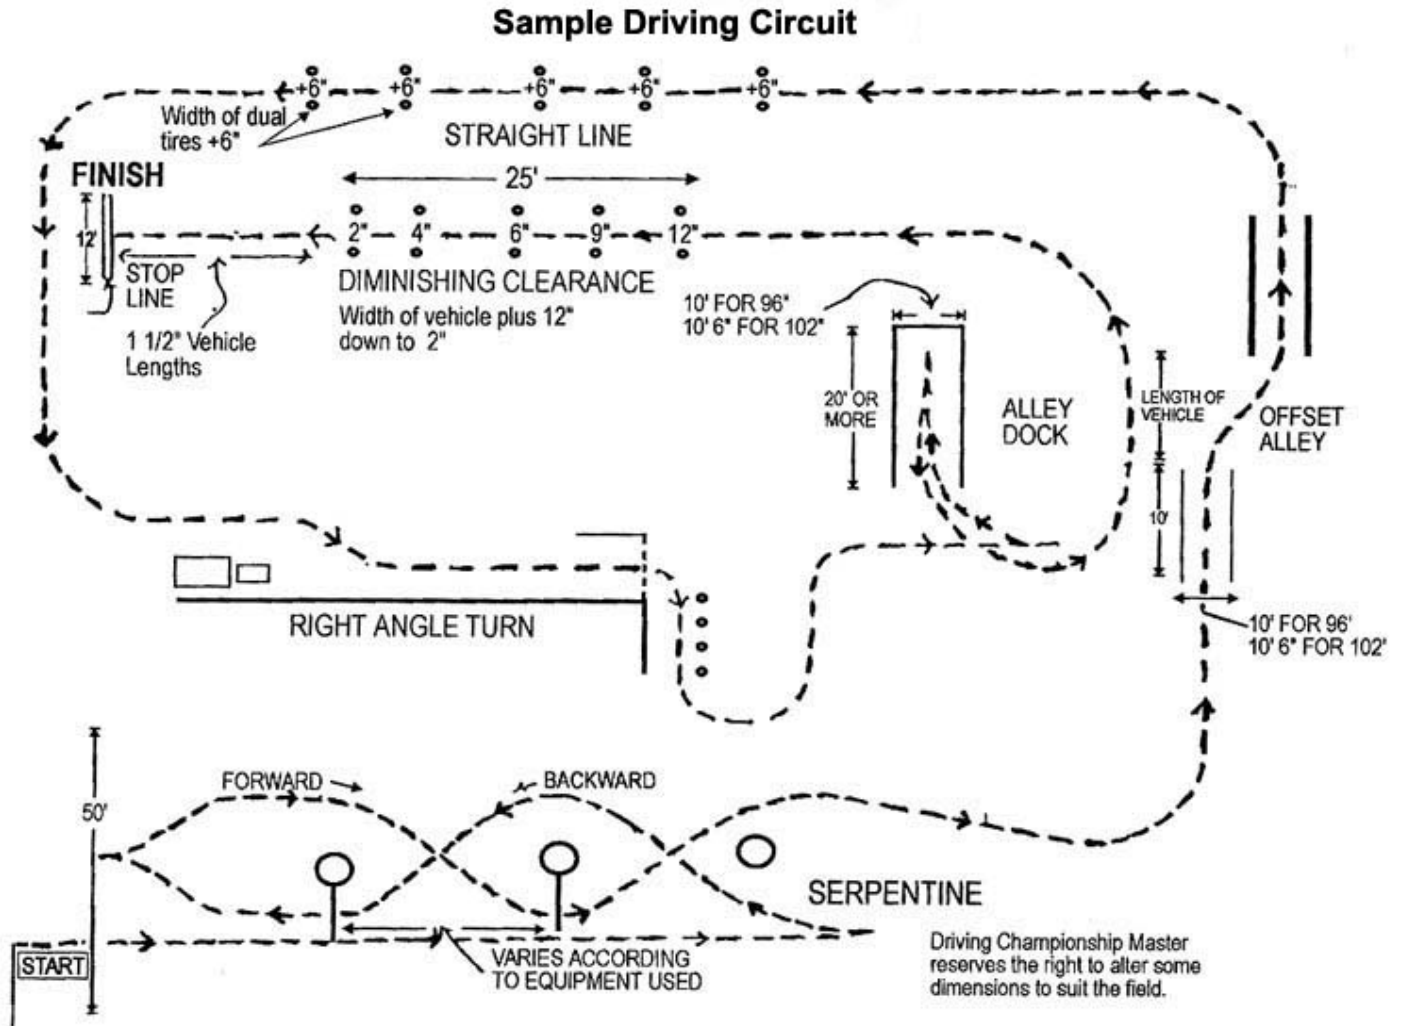 Sample Driving Circuit
+6" +6" +6" +6" +6"
Width of dual
tires +6"
STRAIGHT LINE
FINISH
25'
12'
2" 4" 6" 9" 12"
STOP
LINE
DIMINISHING CLEARANCE
Width of vehicle plus 12"
down to 2"
1 1/2" Vehicle
Lengths
10' FOR 96"
10' 6" FOR 102"
20' OR
MORE
ALLEY
DOCK
LENGTH OF
VEHICLE
OFFSET
ALLEY
10'
10' FOR 96'
10' 6" FOR 102'
RIGHT ANGLE TURN
50'
FORWARD
BACKWARD
SERPENTINE
START
VARIES ACCORDING
TO EQUIPMENT USED
Driving Championship Master
reserves the right to alter some
dimensions to suit the field.